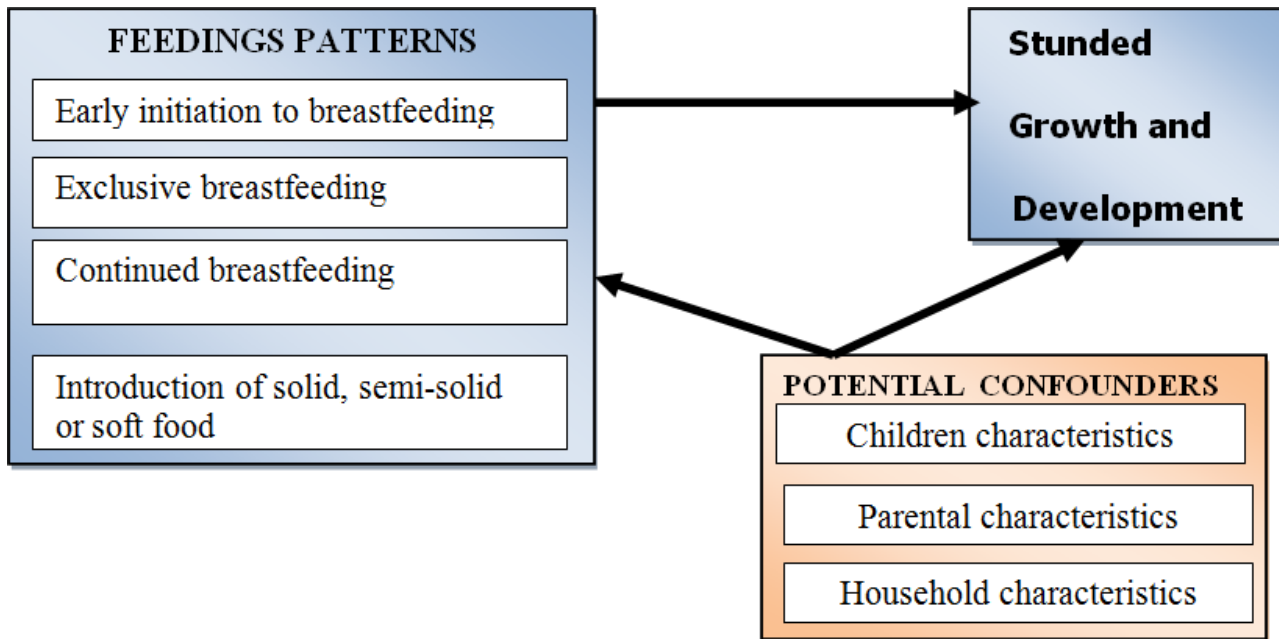 FEEDINGS PATTERNS
Early initiation to breastfeeding
Exclusive breastfeeding
Continued breastfeeding
Introduction of solid, semi-solid
or soft food
Stunded
Growth and
Development
POTENTIAL CONFOUNDERS
Children characteristics
Parental characteristics
Household characteristics